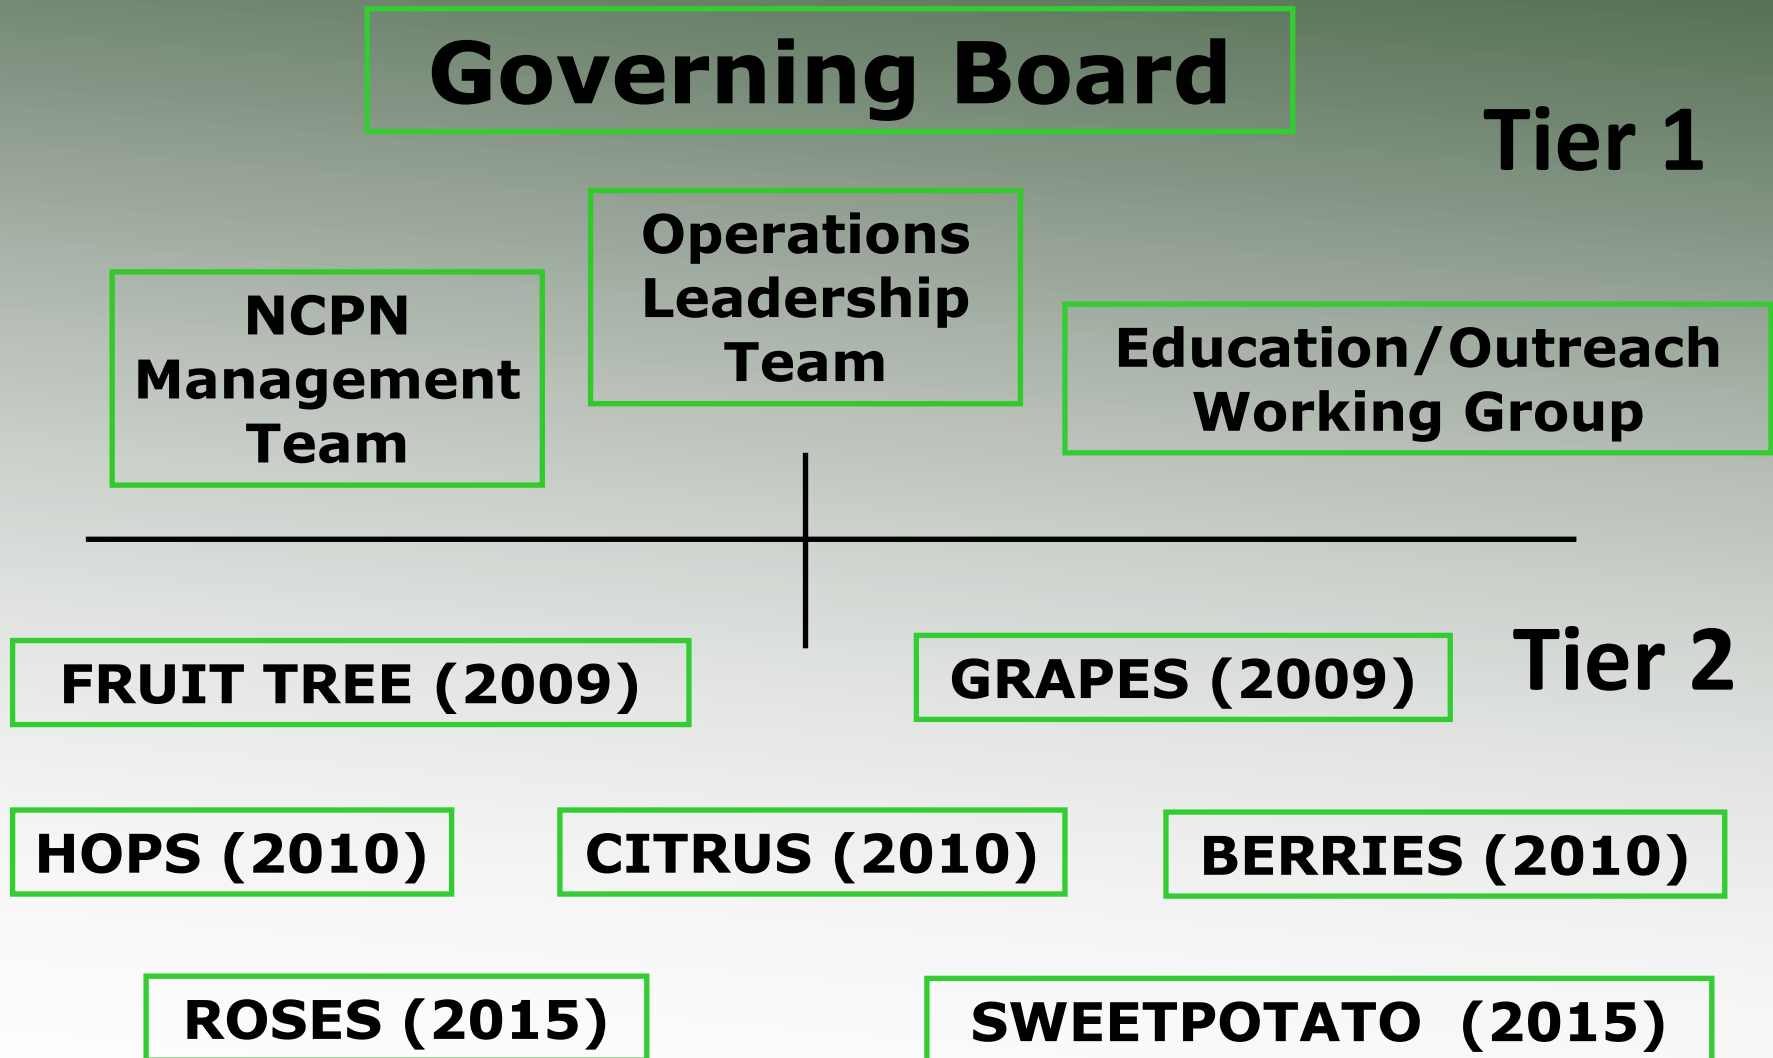 Governing Board
Tier 1
Operations
Leadership
Team
NCPN
Management
Team
Education/Outreach
Working Group
Tier 2
FRUIT TREE (2009)
GRAPES (2009)
HOPS (2010)
CITRUS (2010)
BERRIES (2010)
ROSES (2015)
SWEETPOTATO  (2015)